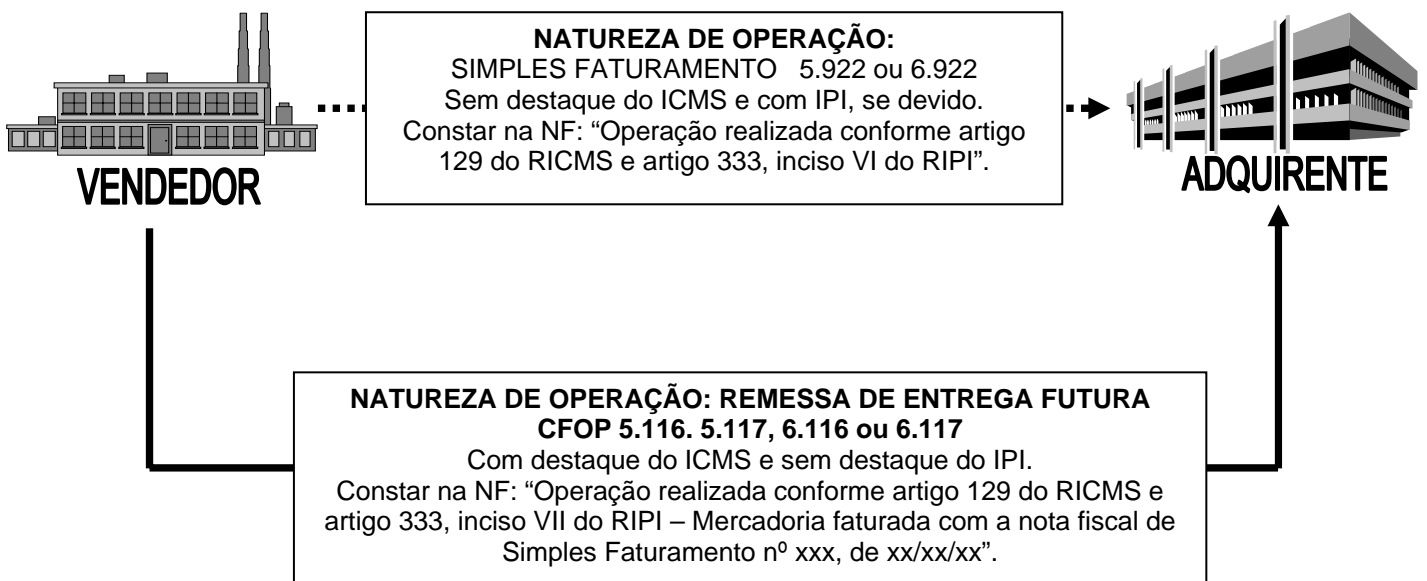 NATUREZA DE OPERAÇÃO:
SIMPLES FATURAMENTO 5.922 ou 6.922
Sem destaque do ICMS e com IPI, se devido.
Constar na NF: “Operação realizada conforme artigo
129 do RICMS e artigo 333, inciso VI do RIPI”.
VENDEDOR
ADQUIRENTE
NATUREZA DE OPERAÇÃO: REMESSA DE ENTREGA FUTURA
CFOP 5.116. 5.117, 6.116 ou 6.117
Com destaque do ICMS e sem destaque do IPI.
Constar na NF: “Operação realizada conforme artigo 129 do RICMS e
artigo 333, inciso VII do RIPI – Mercadoria faturada com a nota fiscal de
Simples Faturamento nº xxx, de xx/xx/xx”.